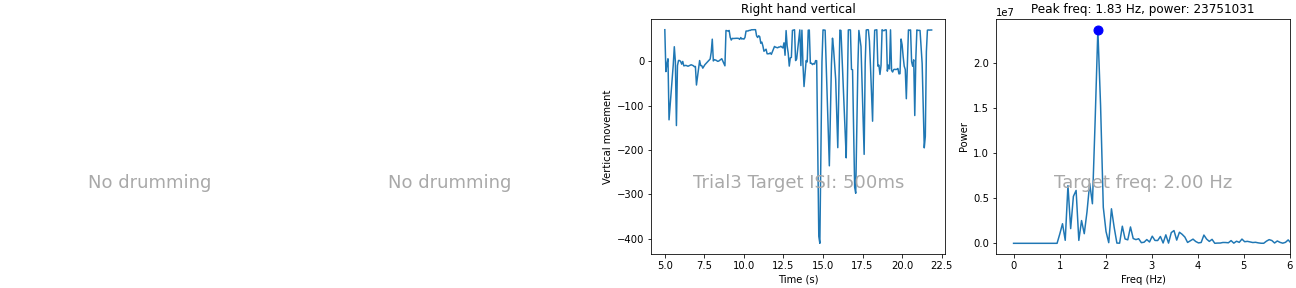 No drumming
No drumming
Right hand vertical
Vertical movement
0
−100
−200
−300
−400
5.0 7.5 10.0 12.5 15.0 17.5 20.0 22.5
Time (s)
Trial3 Target ISI: 500ms
Peak freq: 1.83 Hz, power: 23751031
1e7
Power
2.0
1.5
1.0
0.5
0.0
0 1 2 3 4 5 6
Freq (Hz)
Target freq: 2.00 Hz